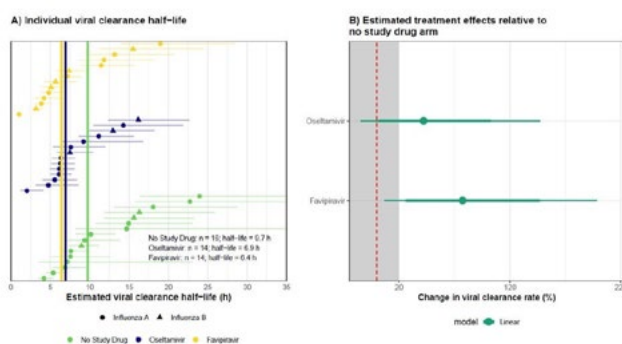 A) Individual viral clearance half-life
No Study Drug: n = 16; half-life = 9.7 h
Oseltamivir: n = 14; half-life = 6.9 h
Favipiravir: n = 14; half-life = 6.4 h
0 5 10 15 20 25 30 35
Estimated viral clearance half-life (h)
Influenza A Influenza B
No Study Drug Oseltamivir Favipiravir
B) Estimated treatment effects relative to
no study drug arm
Oseltamivir
Favipiravir
20 120
Change in viral clearance rate (%)
model Linear